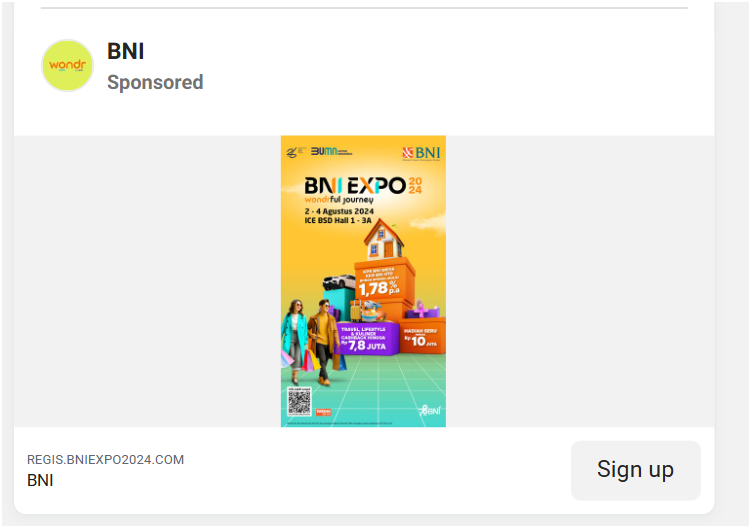 wondr
BNI
Sponsored
BUMN
BNI
BNI EXPO 2024
wondrful journey
2 - 4 Agustus 2024
ICE BSD Hall 1 - 3A
1,78% p.a
TRAVEL, LIFESTYLE
& KULINER
CASHBACK HINGGA
Rp 7,8 JUTA
HADIAH SERU
Rp 10 JUTA
BNI
REGIS.BNIEXPO2024.COM
BNI
Sign up